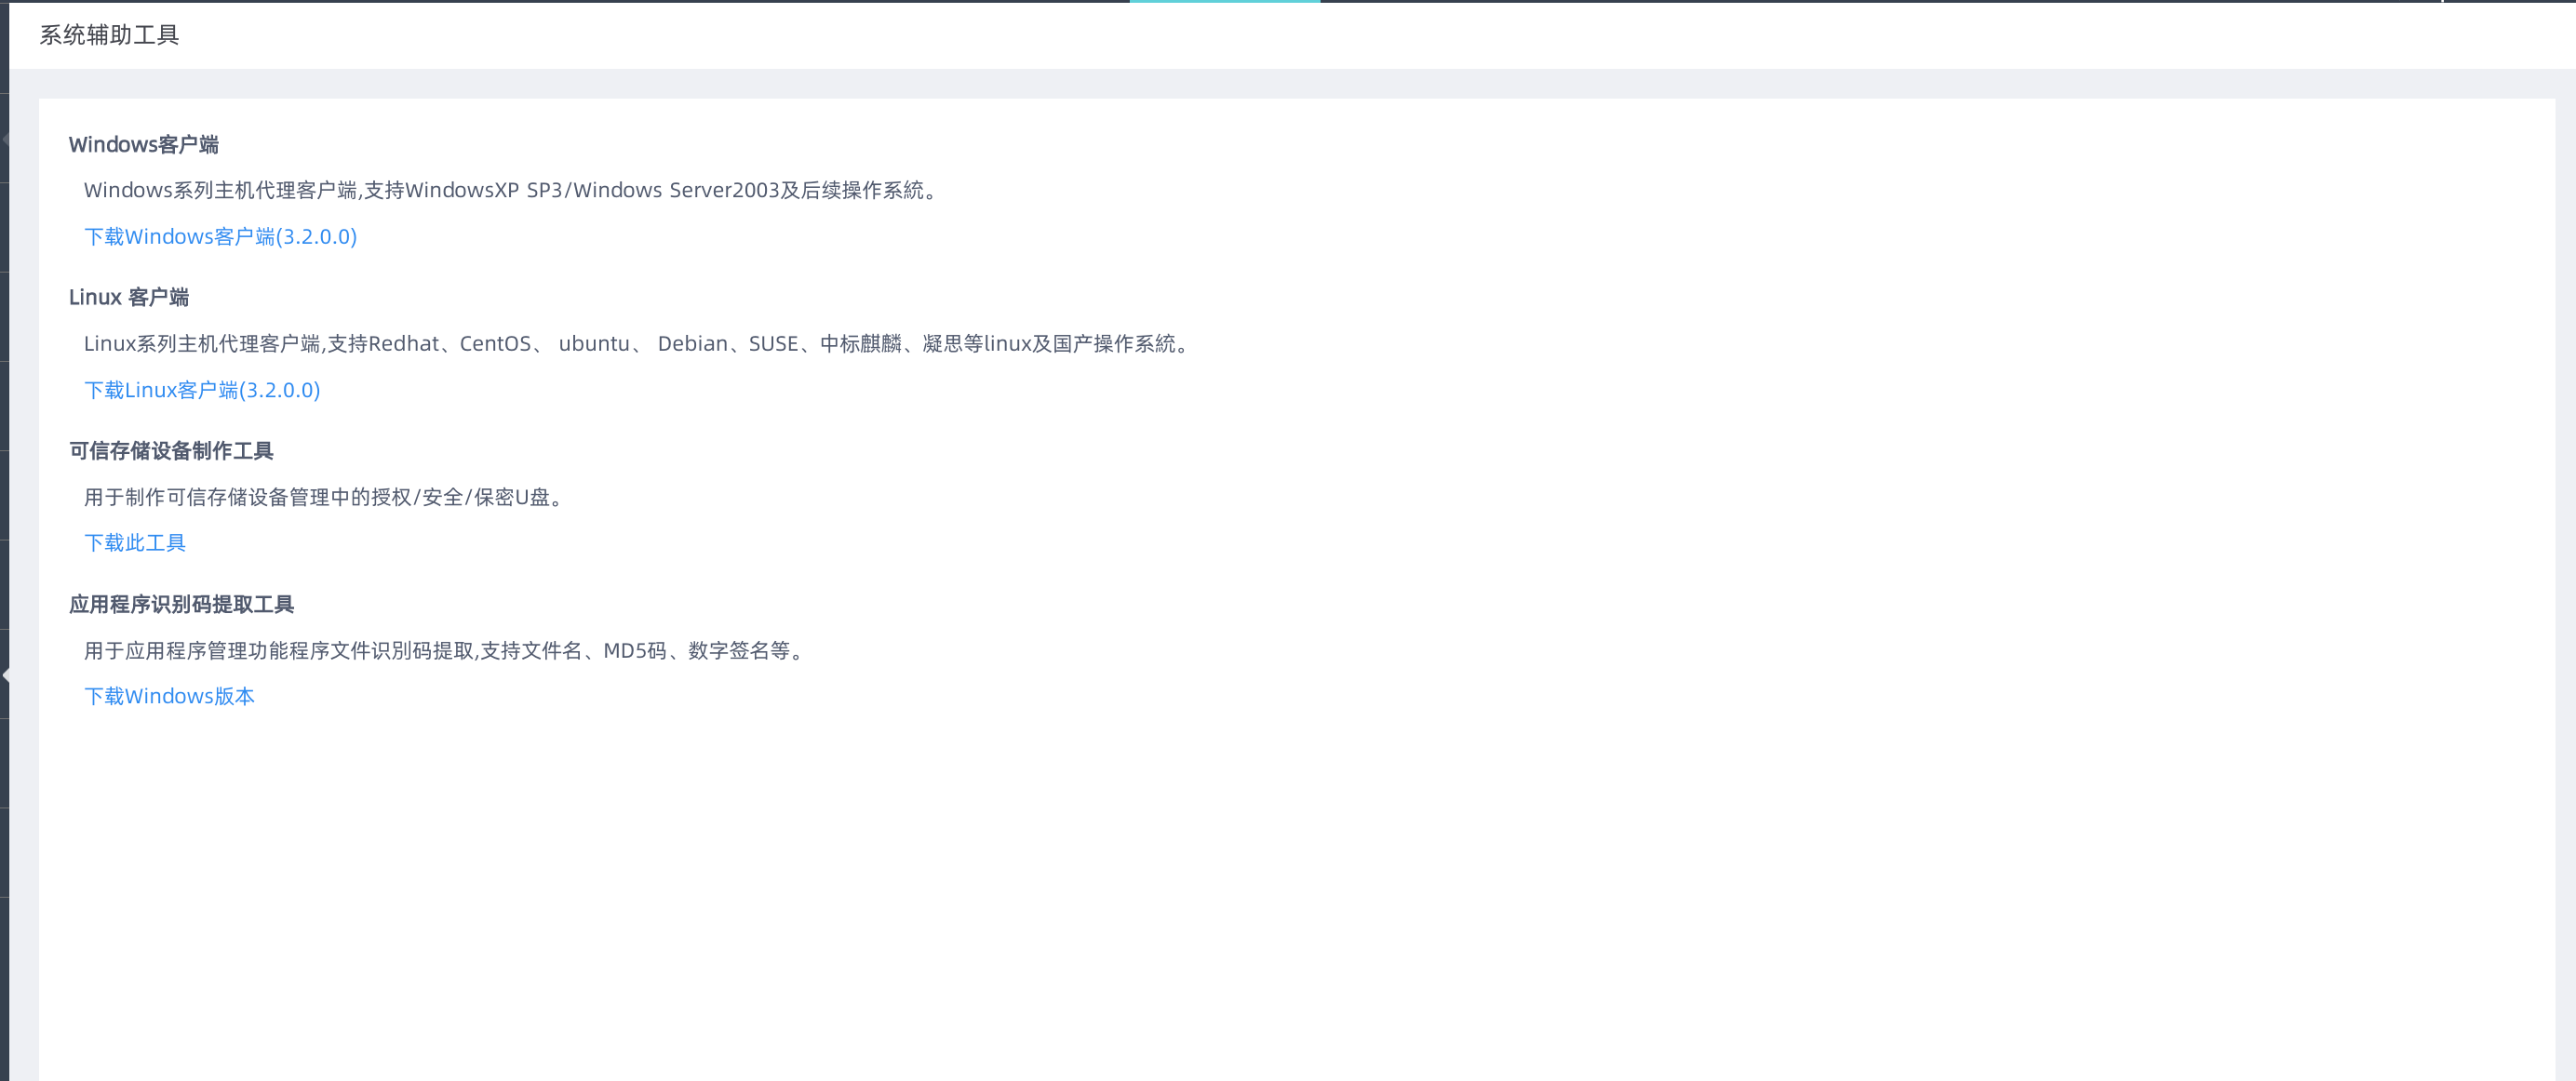 系统辅助工具
Windows客户端
Windows系列主机代理客户端,支持WindowsXP SP3/Windows Server2003及后续操作系統。
下载Windows客户端(3.2.0.0)
Linux 客户端
Linux系列主机代理客户端,支持Redhat、CentOS、 ubuntu、 Debian、SUSE、中标麒麟、凝思等linux及国产操作系統。
下载Linux客户端(3.2.0.0)
可信存储设备制作工具
用于制作可信存储设备管理中的授权/安全/保密U盘。
下载此工具
应用程序识别码提取工具
用于应用程序管理功能程序文件识別码提取,支持文件名、MD5码、数字签名等。
下载Windows版本